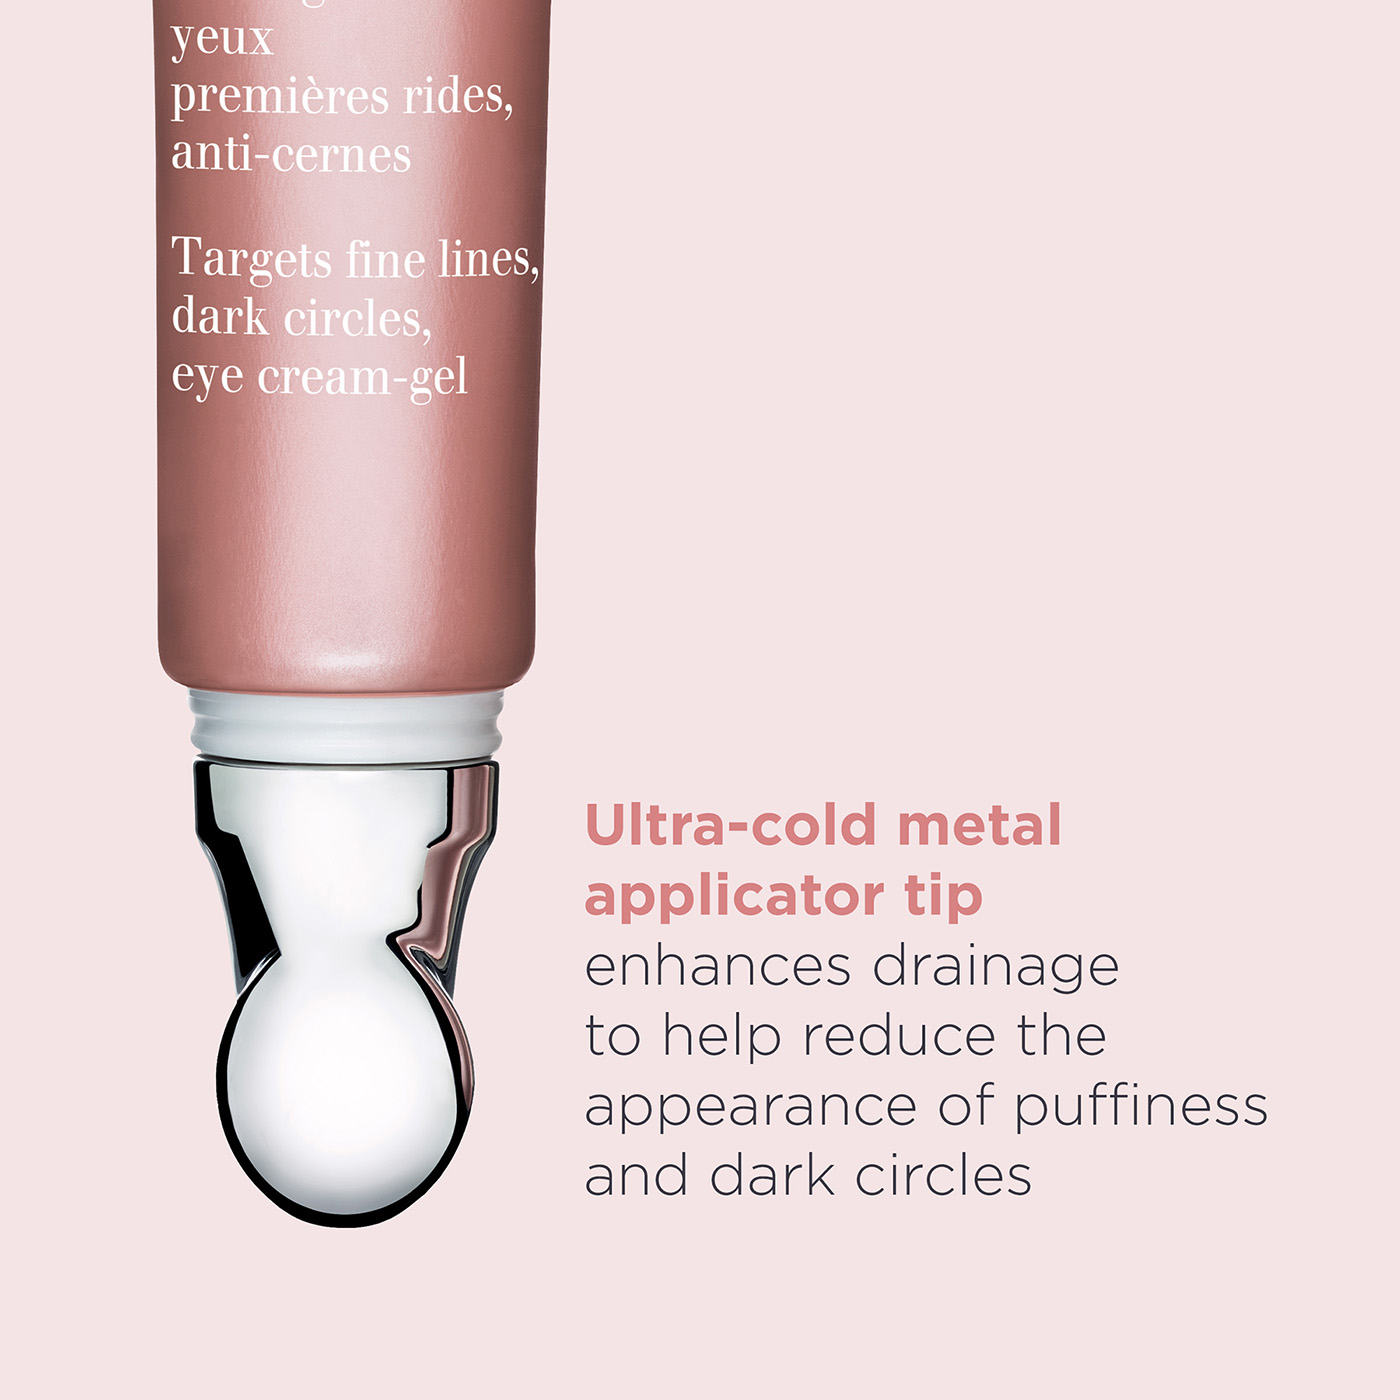 yeux
premières rides,
anti-cernes
Targets fine lines,
dark circles,
eye cream-gel
Ultra-cold metal
applicator tip
enhances drainage
to help reduce the
appearance of puffiness
and dark circles